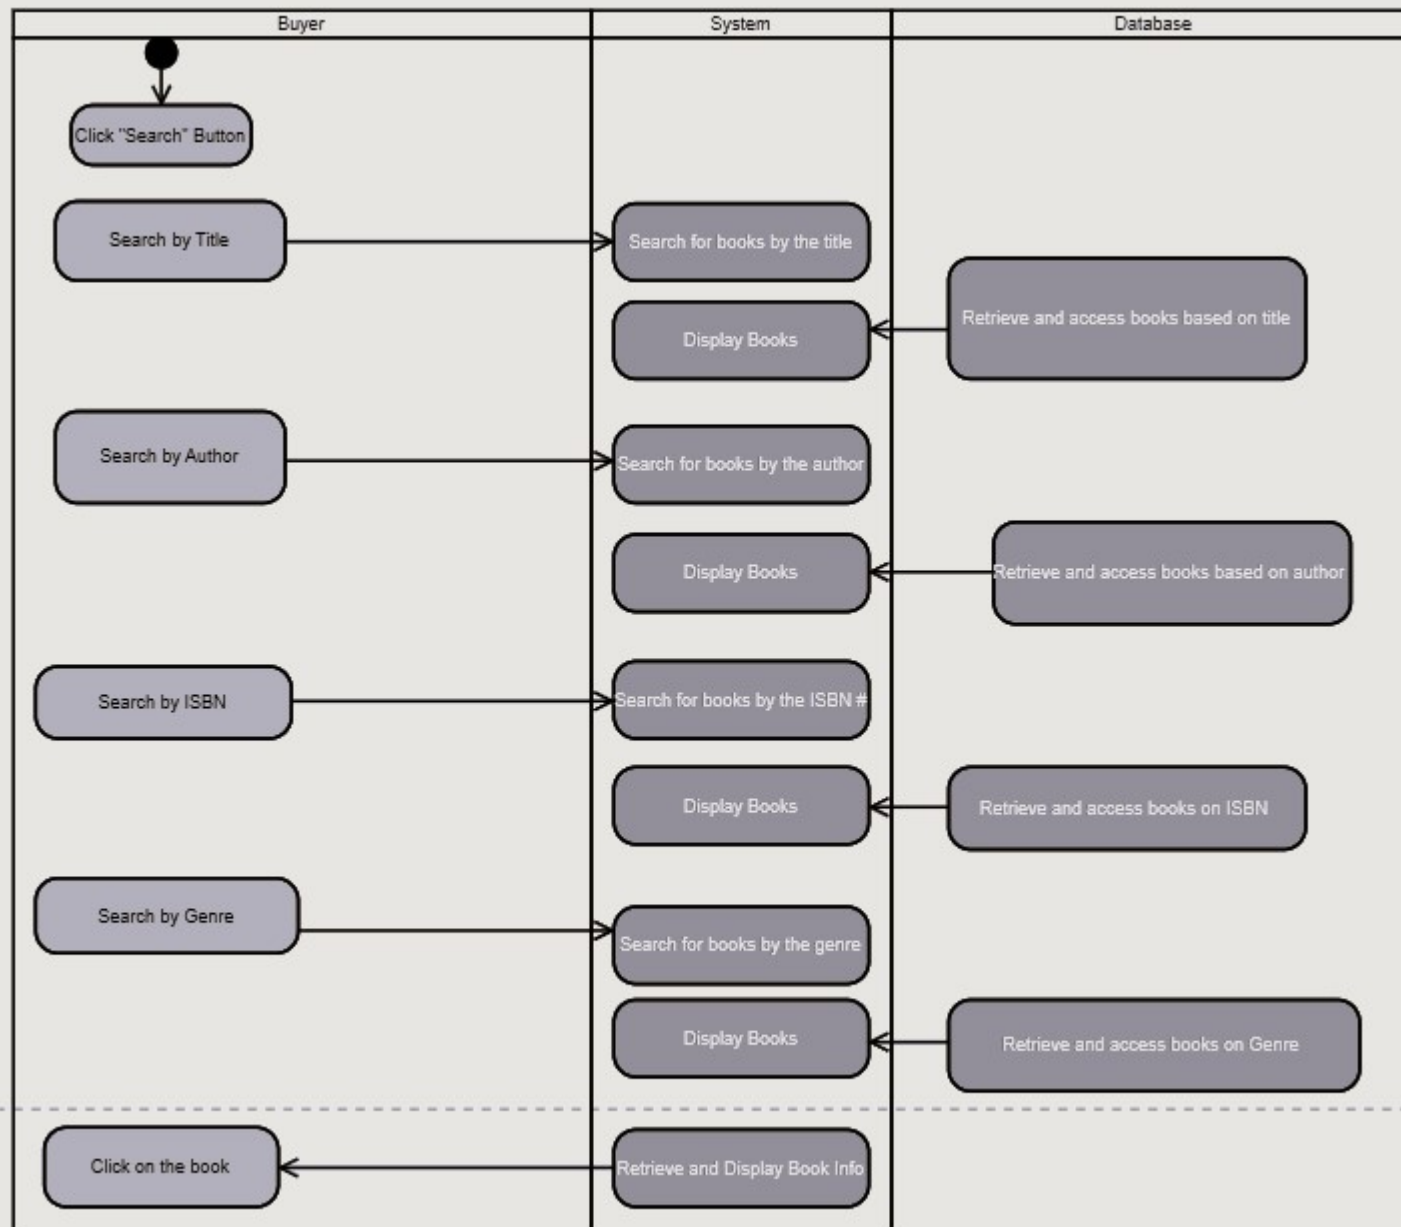 Buyer
System
Database
Click "Search" Button
Search by Title
Search for books by the title
Retrieve and access books based on title
Display Books
Search by Author
Search for books by the author
Display Books
Retrieve and access books based on author
Search by ISBN
Search for books by the ISBN #
Display Books
Retrieve and access books on ISBN
Search by Genre
Search for books by the genre
Display Books
Retrieve and access books on Genre
Click on the book
Retrieve and Display Book Info